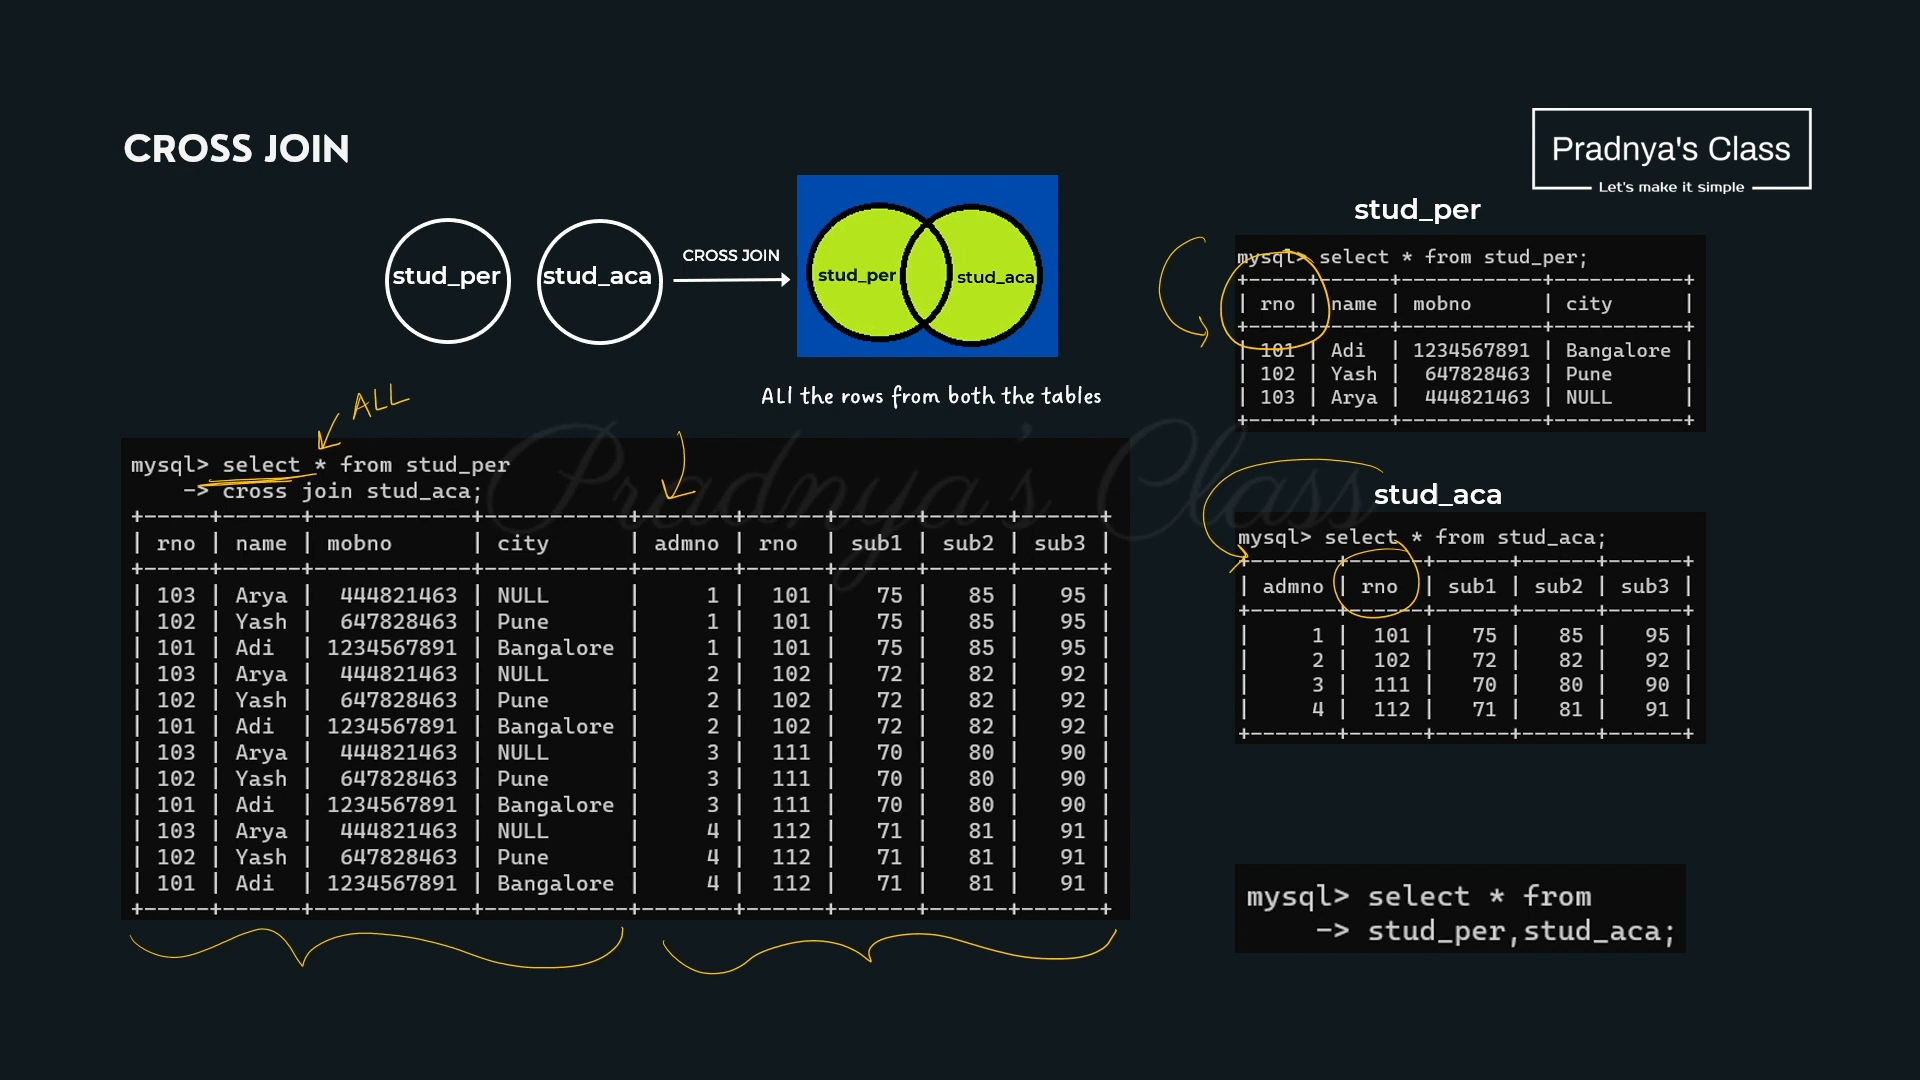 CROSS JOIN
Pradnya's Class
Let's make it simple
stud_per
stud_aca
CROSS JOIN
stud_per
stud_aca
All the rows from both the tables
ALL
mysql> select * from stud_per
-> cross join stud_aca;
| rno | name | mobno | city | admno | rno | sub1 | sub2 | sub3 |
| 103 | Arya | 444821463 | NULL | 1 | 101 | 75 | 85 | 95 |
| 102 | Yash | 647828463 | Pune | 1 | 101 | 75 | 85 | 95 |
| 101 | Adi | 1234567891 | Bangalore | 1 | 101 | 75 | 85 | 95 |
| 103 | Arya | 444821463 | NULL | 2 | 102 | 72 | 82 | 92 |
| 102 | Yash | 647828463 | Pune | 2 | 102 | 72 | 82 | 92 |
| 101 | Adi | 1234567891 | Bangalore | 2 | 102 | 72 | 82 | 92 |
| 103 | Arya | 444821463 | NULL | 3 | 111 | 70 | 80 | 90 |
| 102 | Yash | 647828463 | Pune | 3 | 111 | 70 | 80 | 90 |
| 101 | Adi | 1234567891 | Bangalore | 3 | 111 | 70 | 80 | 90 |
| 103 | Arya | 444821463 | NULL | 4 | 112 | 71 | 81 | 91 |
| 102 | Yash | 647828463 | Pune | 4 | 112 | 71 | 81 | 91 |
| 101 | Adi | 1234567891 | Bangalore | 4 | 112 | 71 | 81 | 91 |
Pradnya's Class
stud_per
mysql> select * from stud_per;
| rno | name | mobno | city |
| 101 | Adi | 1234567891 | Bangalore |
| 102 | Yash | 647828463 | Pune |
| 103 | Arya | 444821463 | NULL |
stud_aca
mysql> select * from stud_aca;
| admno | rno | sub1 | sub2 | sub3 |
| 1 | 101 | 75 | 85 | 95 |
| 2 | 102 | 72 | 82 | 92 |
| 3 | 111 | 70 | 80 | 90 |
| 4 | 112 | 71 | 81 | 91 |
mysql> select * from
-> stud_per,stud_aca;